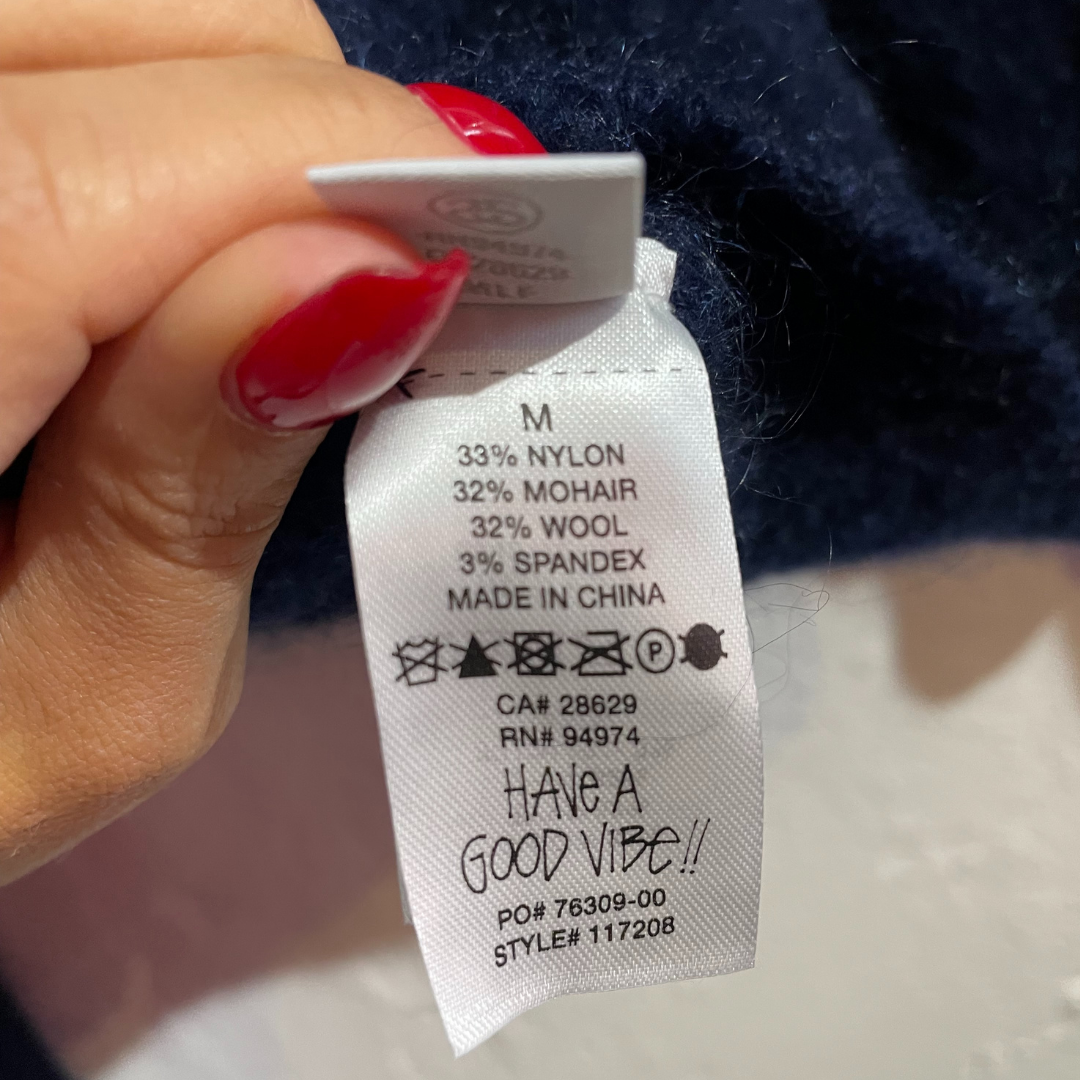 M
33% NYLON
32% MOHAIR
32% WOOL
3% SPANDEX
MADE IN CHINA
P
CA# 28629
RN# 94974
HAVE A
GOOD VIBE!!
PO# 76309-00
STYLE# 117208